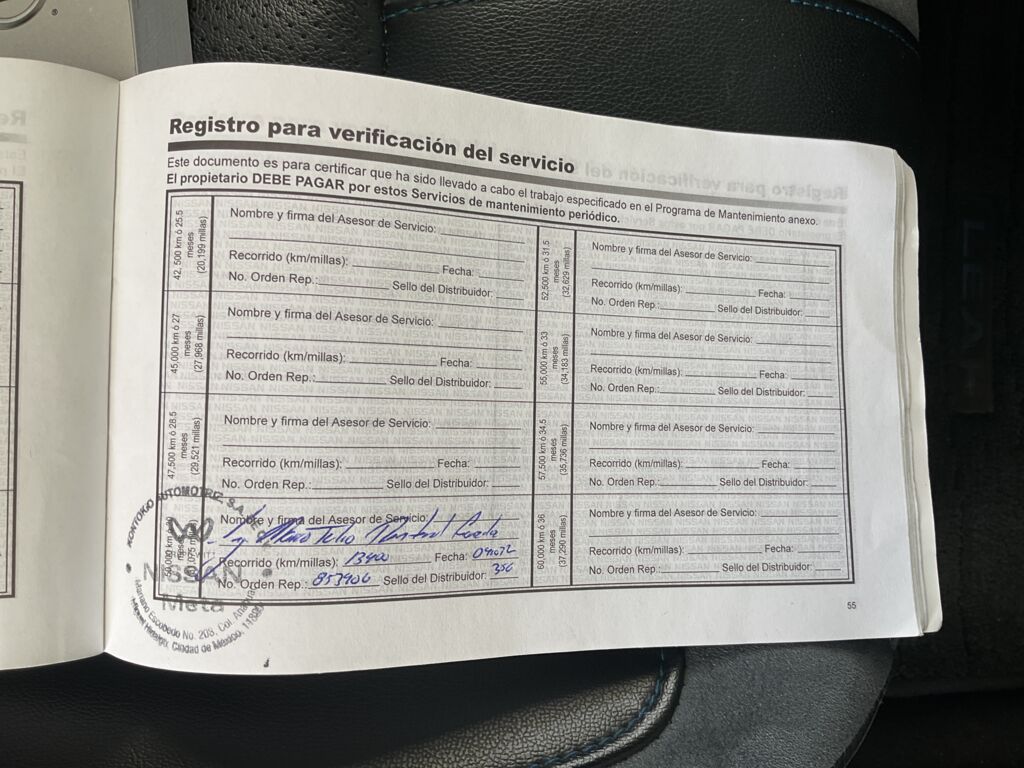 Registro para verificación del servicio
Este documento es para certificar que ha sido llevado a cabo el trabajo especificado en el Programa de Mantenimiento anexo.
El propietario DEBE PAGAR por estos Servicios de mantenimiento periódico.
42, 500 km ó 25.5
meses
(20,199 millas)
Nombre y firma del Asesor de Servicio:
Recorrido (km/millas): Fecha:
No. Orden Rep.: Sello del Distribuidor:
45,000 km ó 27
meses
(27,968 millas)
Nombre y firma del Asesor de Servicio:
Recorrido (km/millas): Fecha:
No. Orden Rep.: Sello del Distribuidor:
47,500 km ó 28.5
meses
(29,521 millas)
Nombre y firma del Asesor de Servicio:
Recorrido (km/millas): Fecha:
No. Orden Rep.: Sello del Distribuidor:
meses
Nombre y firma del Asesor de Servicio:
Recorrido (km/millas): 13400 Fecha:
No. Orden Rep.: 853906 Sello del Distribuidor: 356
AUTOMOTRIZ
NISSAN
Mariano Escobedo No. 203, Col. Anáhuac
Miguel Hidalgo, Ciudad de México,
52,500 km ó 31.5
meses
(32,629 millas)
Nombre y firma del Asesor de Servicio:
Recorrido (km/millas): Fecha:
No. Orden Rep.: Sello del Distribuidor:
55,000 km ó 33
meses
(34,183 millas)
Nombre y firma del Asesor de Servicio:
Recorrido (km/millas): Fecha:
No. Orden Rep.: Sello del Distribuidor:
57,500 km ó 34.5
meses
(35,736 millas)
Nombre y firma del Asesor de Servicio:
Recorrido (km/millas): Fecha:
No. Orden Rep.: Sello del Distribuidor:
60,000 km ó 36
meses
(37,290 millas)
Nombre y firma del Asesor de Servicio:
Recorrido (km/millas): Fecha:
No. Orden Rep.: Sello del Distribuidor:
55